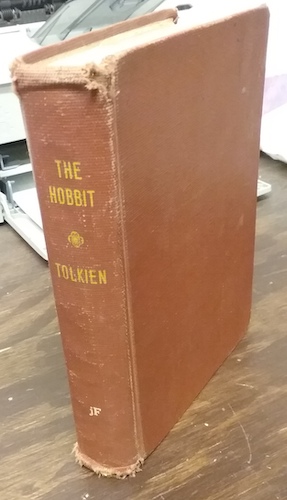 THE
HOBBIT
TOLKIEN
JF